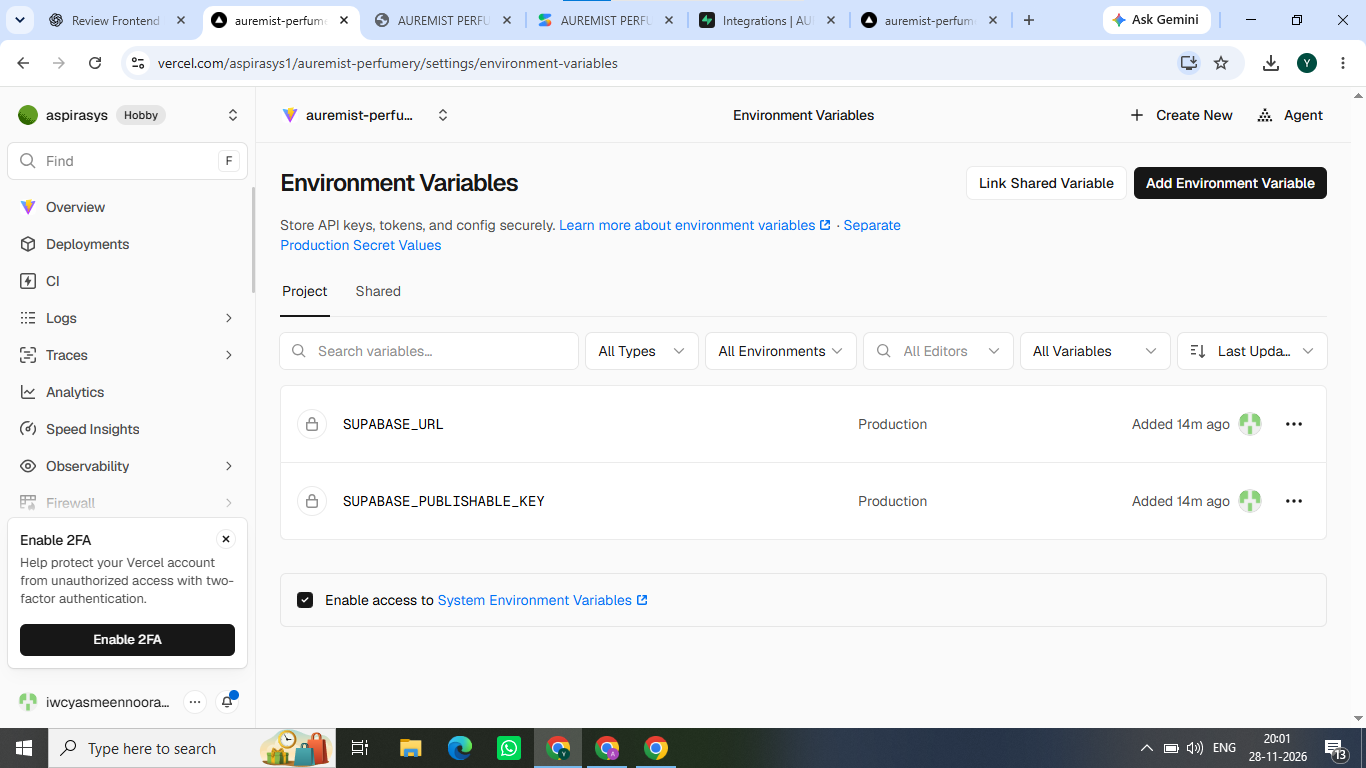 Review Frontend
auremist-perfume
AUREMIST PERFU
AUREMIST PERFU
Integrations | AU
auremist-perfum
Ask Gemini
vercel.com/aspirasys1/auremist-perfumery/settings/environment-variables
Y
aspirasys Hobby
auremist-perfu...
Environment Variables
Create New
Agent
Find F
Overview
Deployments
CI
Logs
Traces
Analytics
Speed Insights
Observability
Firewall
Enable 2FA
Help protect your Vercel account
from unauthorized access with two-
factor authentication.
Enable 2FA
iwcyasmeennoora...
Environment Variables
Link Shared Variable
Add Environment Variable
Store API keys, tokens, and config securely. Learn more about environment variables · Separate
Production Secret Values
Project Shared
Search variables...
All Types
All Environments
All Editors
All Variables
Last Upda...
SUPABASE_URL Production Added 14m ago
SUPABASE_PUBLISHABLE_KEY Production Added 14m ago
Enable access to System Environment Variables
Type here to search
Y
A
ENG
20:01
28-11-2026
13